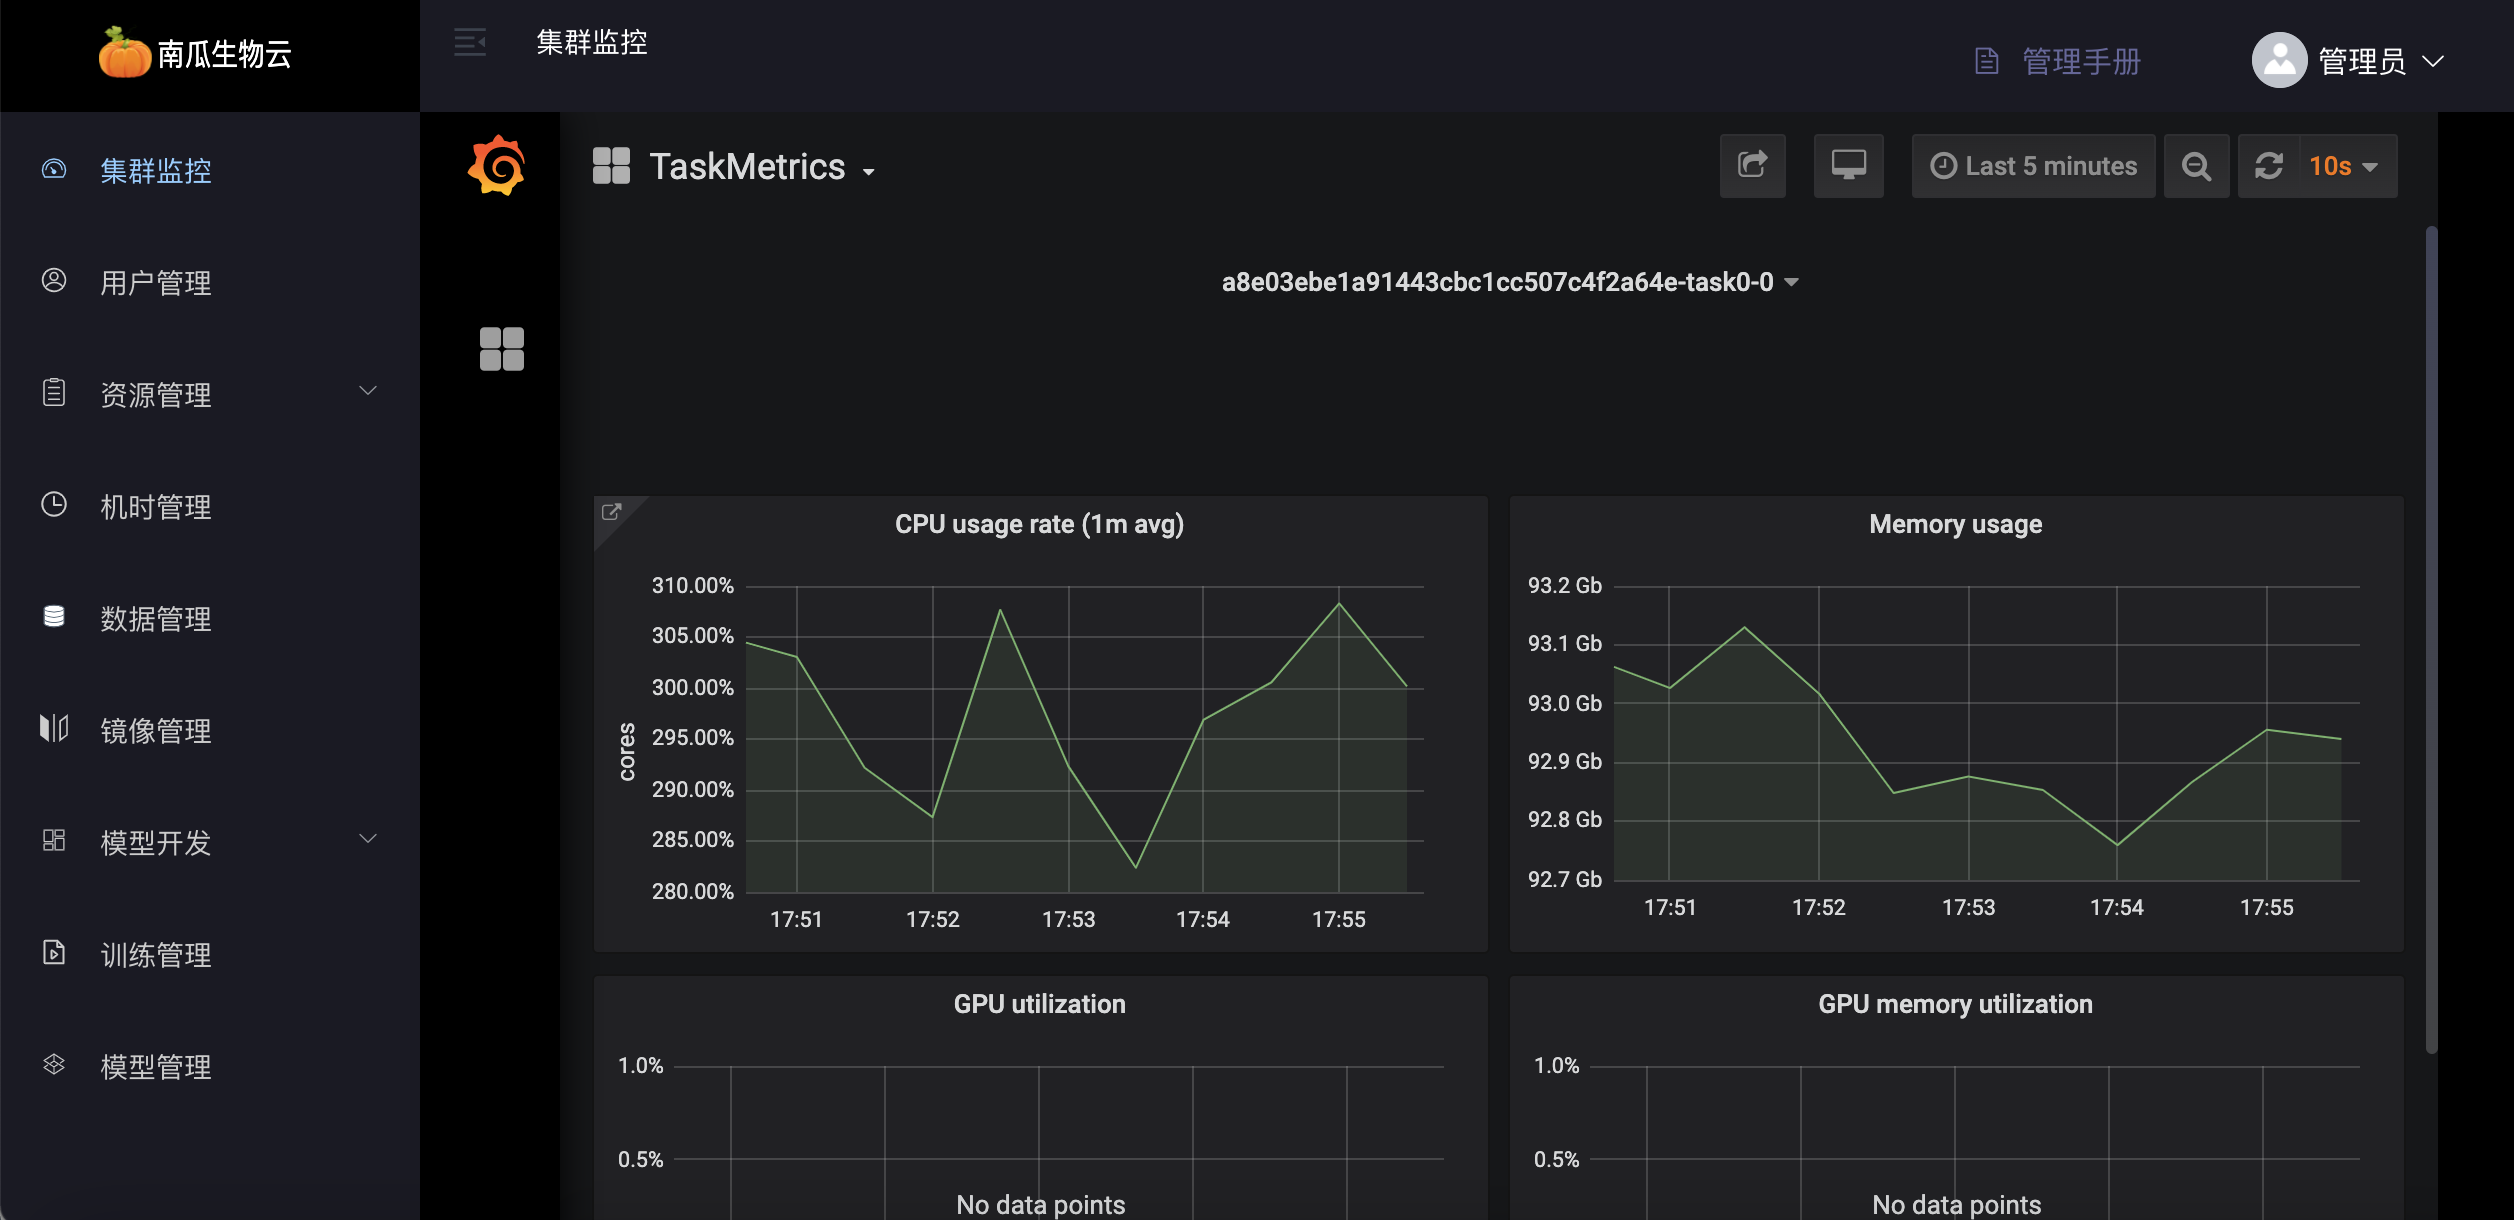 南瓜生物云
集群监控
管理手册
管理员
集群监控
用户管理
资源管理
机时管理
数据管理
镜像管理
模型开发
训练管理
模型管理
TaskMetrics
Last 5 minutes
10s
a8e03ebe1a91443cbc1cc507c4f2a64e-task0-0
CPU usage rate (1m avg)
310.00%
305.00%
300.00%
295.00%
290.00%
285.00%
280.00%
cores
17:51 17:52 17:53 17:54 17:55
Memory usage
93.2 Gb
93.1 Gb
93.0 Gb
92.9 Gb
92.8 Gb
92.7 Gb
17:51 17:52 17:53 17:54 17:55
GPU utilization
1.0%
0.5%
No data points
GPU memory utilization
1.0%
0.5%
No data points